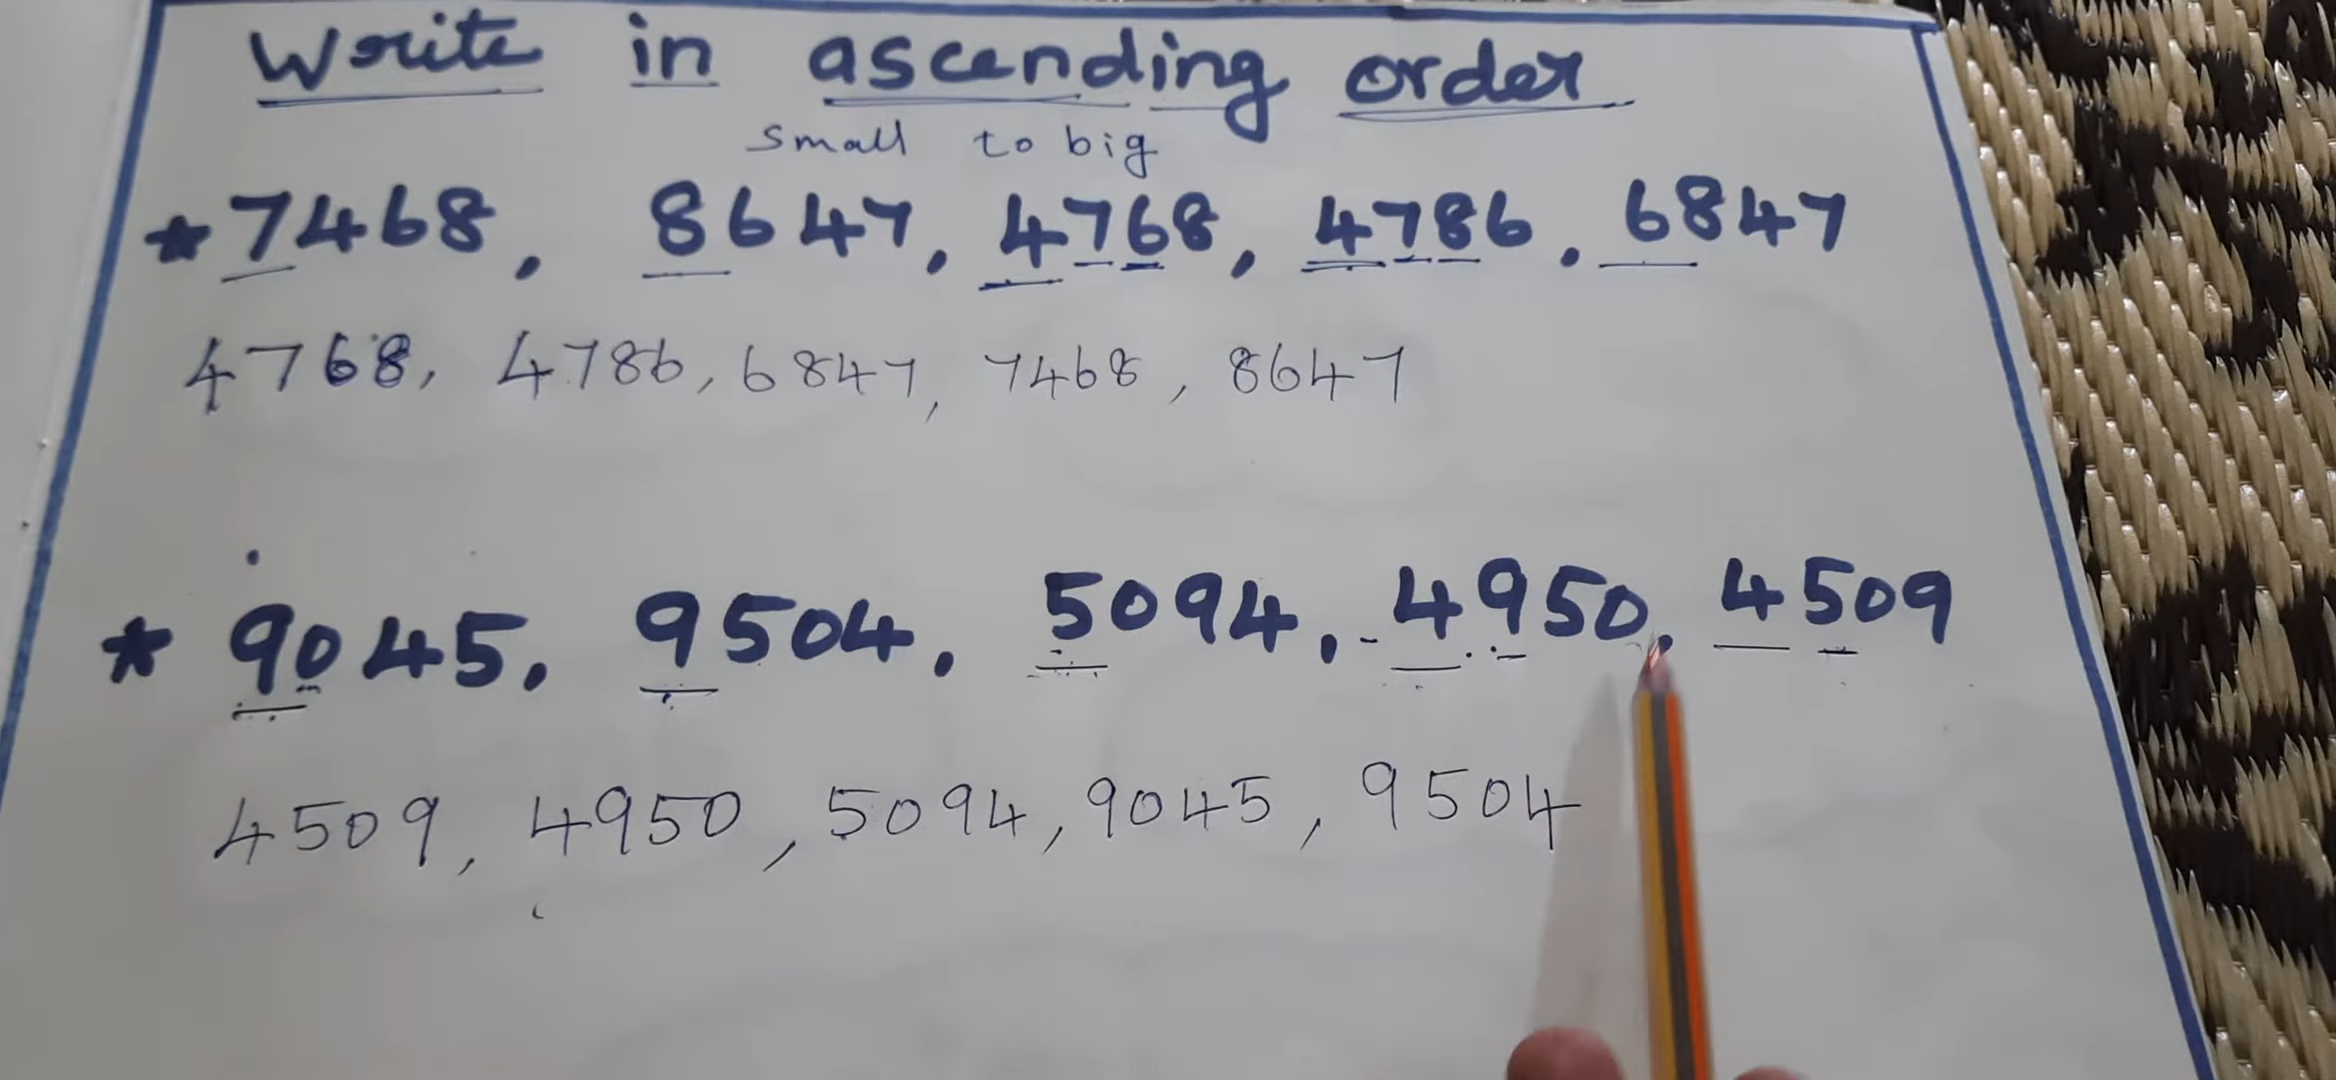 Write in ascending order
small to big
* 7468, 8647, 4768, 4786, 6847
4768, 4786, 6847, 7468, 8647
* 9045, 9504, 5094, 4950, 4509
4509, 4950, 5094, 9045, 9504